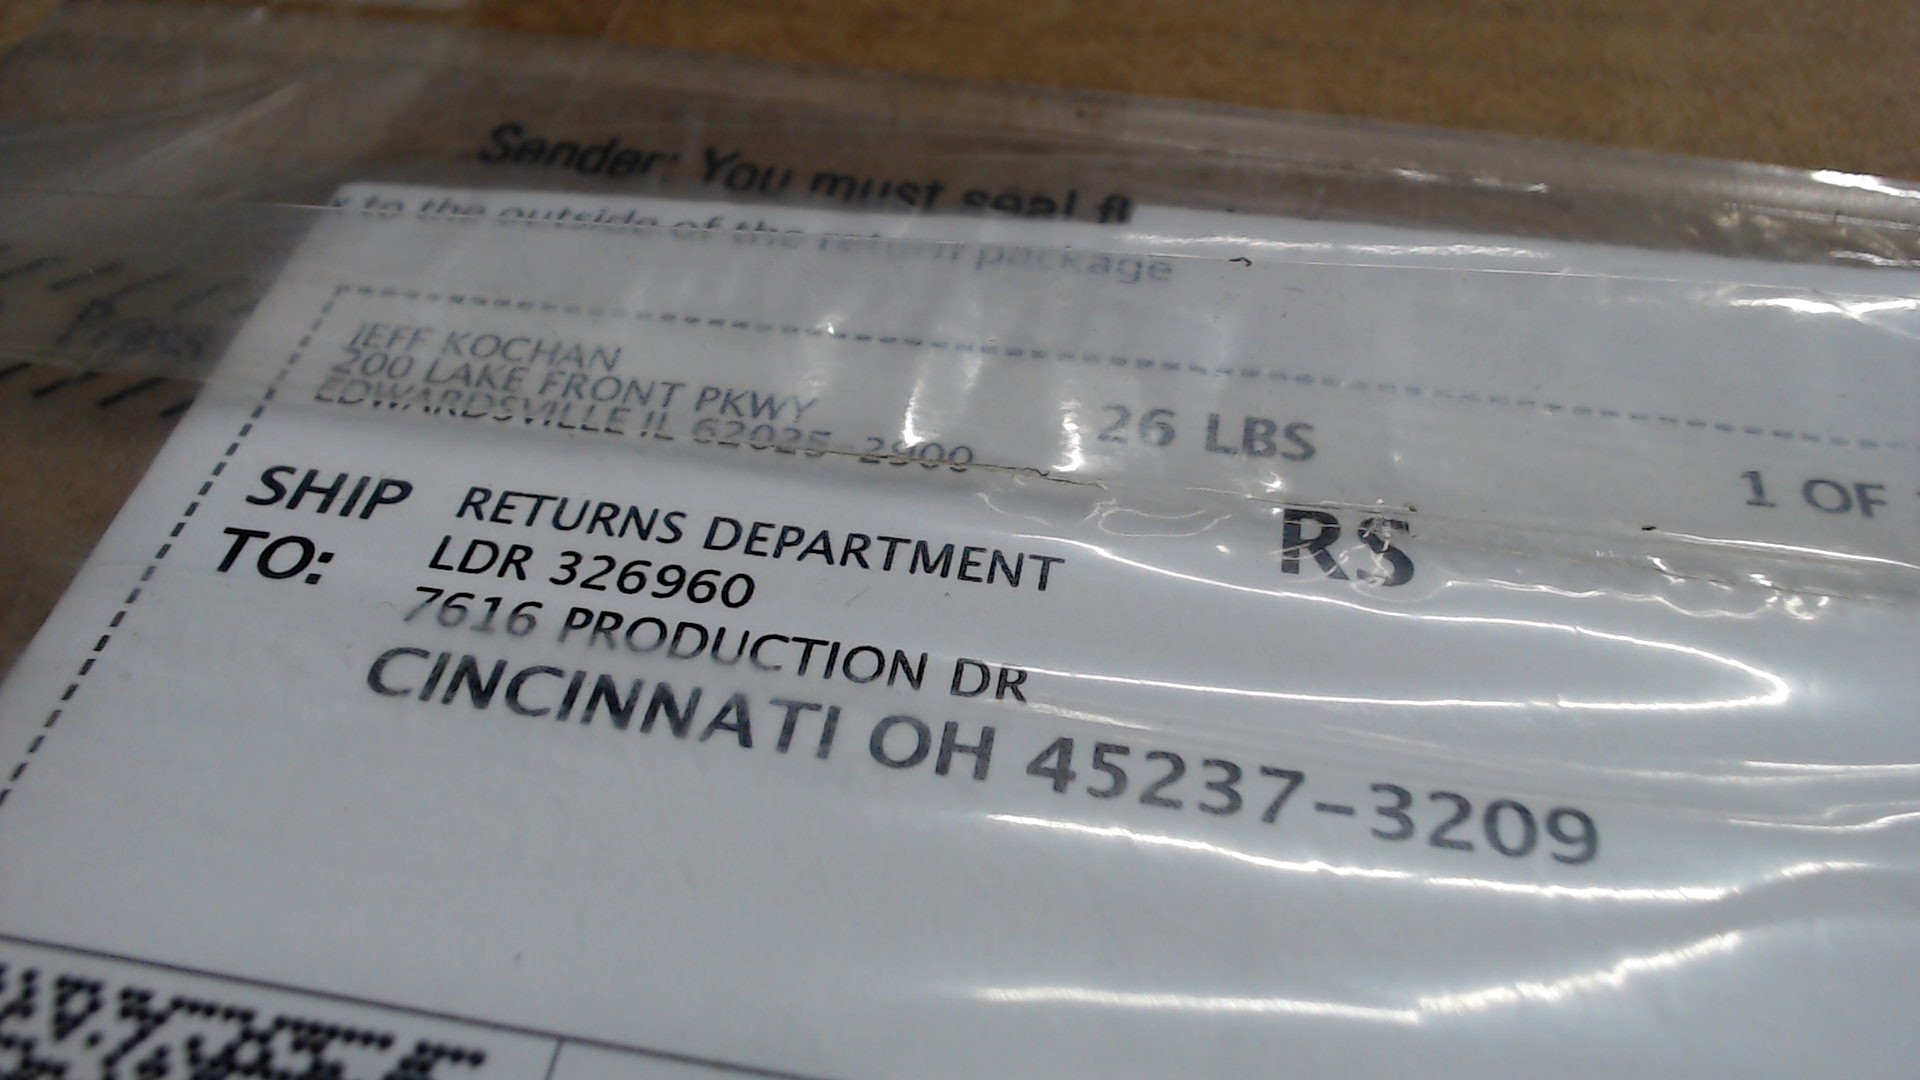 Sender: You must seal
to the outside of the return package
JEFF KOCHAN
200 LAKE FRONT PKWY
EDWARDSVILLE IL 62025-2900
26 LBS
1 OF
SHIP TO:
RETURNS DEPARTMENT
LDR 326960
7616 PRODUCTION DR
CINCINNATI OH 45237-3209
RS